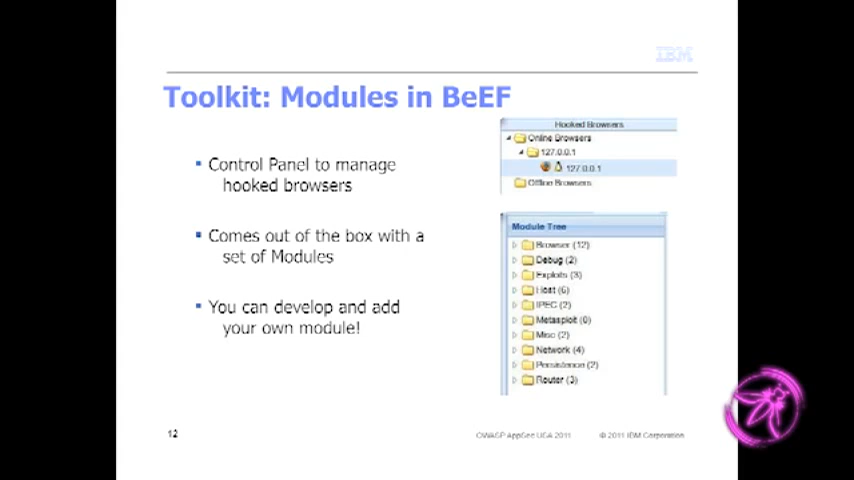 IBM
Toolkit: Modules in BeEF
▪ Control Panel to manage
hooked browsers
▪ Comes out of the box with a
set of Modules
▪ You can develop and add
your own module!
Hooked Browsers
Online Browsers
127.0.0.1
127.0.0.1
Offline Browsers
Module Tree
Browser (12)
Debug (2)
Exploits (3)
Host (6)
IPEC (2)
Metasploit (0)
Misc (2)
Network (4)
Persistence (2)
Router (3)
12
OWASP AppSec USA 2011
© 2011 IBM Corporation